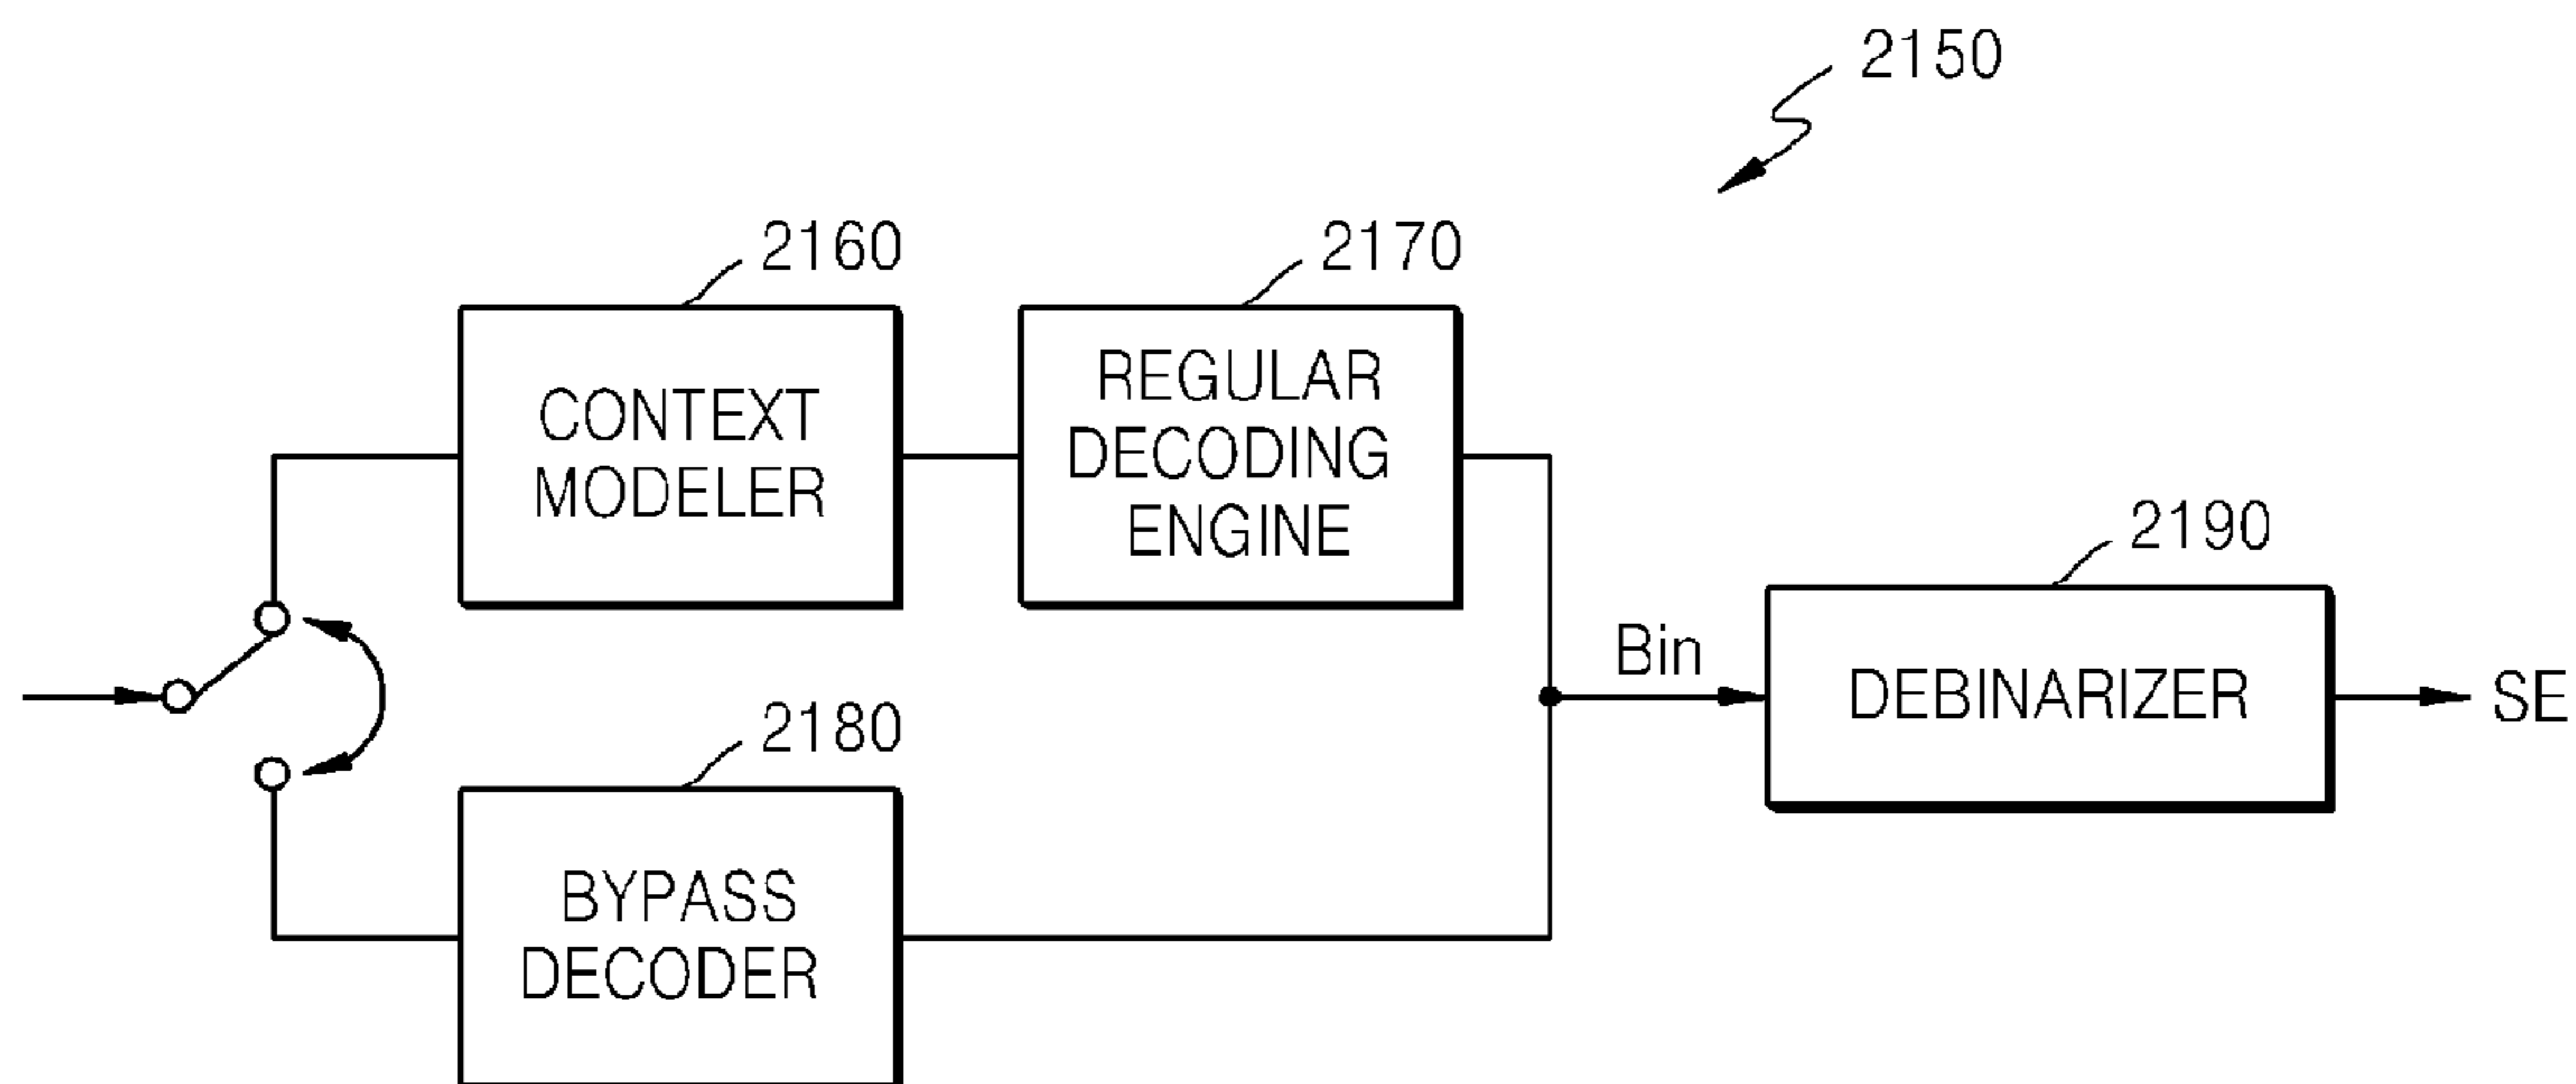 2150
2160
2170
CONTEXT
MODELER
REGULAR
DECODING
ENGINE
2190
Bin
DEBINARIZER
SE
2180
BYPASS
DECODER